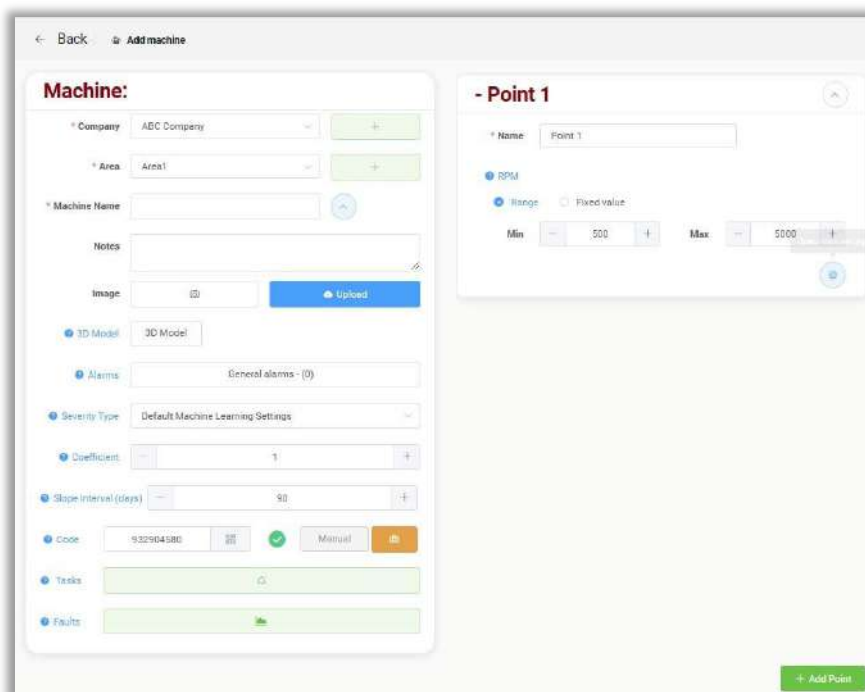 ← Back Add machine
Machine:
* Company ABC Company +
* Area Area1 +
* Machine Name
Notes
Image Upload
3D Model 3D Model
Alarms General alarms - (0)
Severity Type Default Machine Learning Settings
Coefficient − 1 +
Slope interval (days) − 90 +
Code 932904580 Manual
Tasks
Faults
- Point 1
* Name Point 1
RPM
Range Fixed value
Min − 500 + Max − 5000 +
+ Add Point